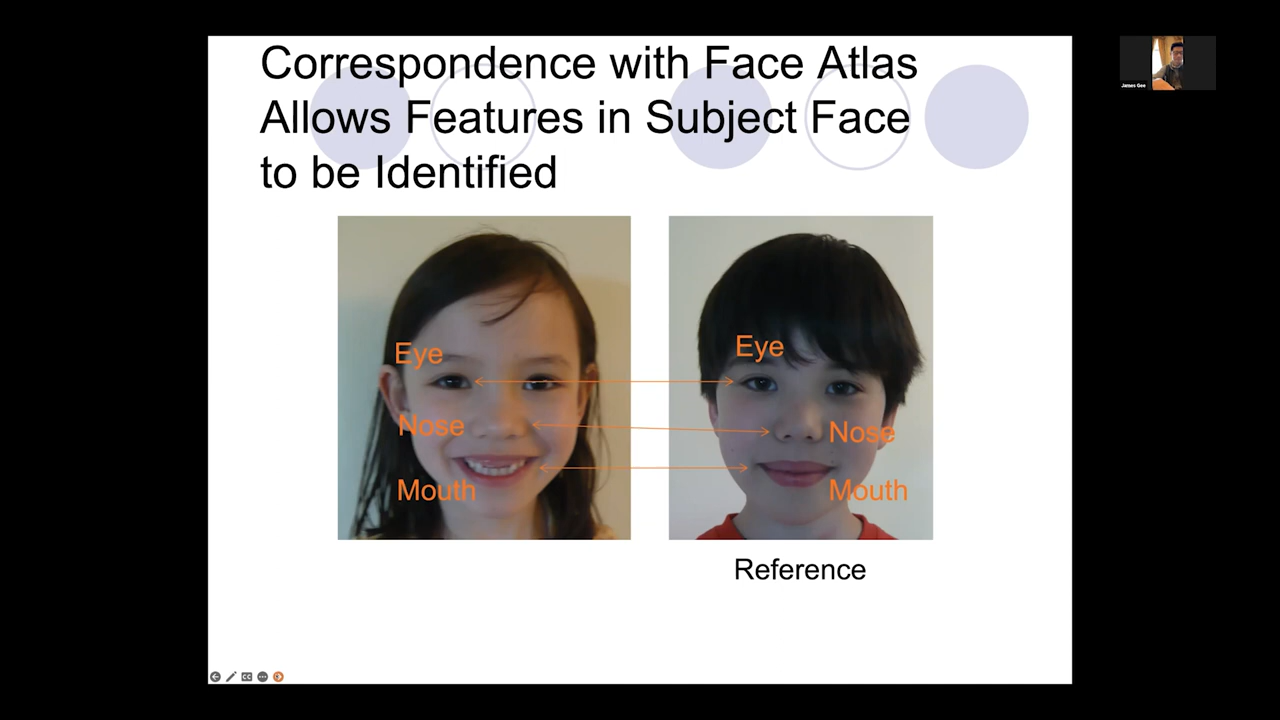 Correspondence with Face Atlas
Allows Features in Subject Face
to be Identified
James Gee
Eye
Eye
Nose
Nose
Mouth
Mouth
Reference
CC